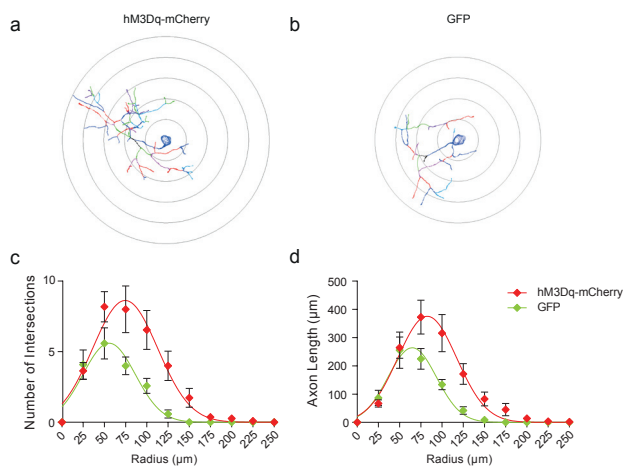 a
hM3Dq-mCherry
b
GFP
c
Number of Intersections
10
5
0
0 25 50 75 100 125 150 175 200 225 250
Radius (µm)
d
Axon Length (µm)
500
400
300
200
100
0
0 25 50 75 100 125 150 175 200 225 250
Radius (µm)
hM3Dq-mCherry
GFP